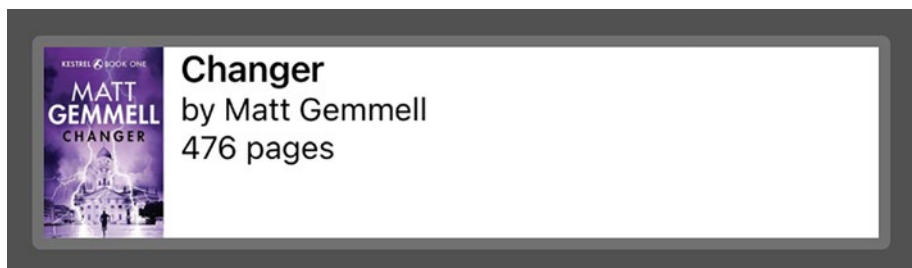 KESTREL BOOK ONE
MATT
GEMMELL
CHANGER
Changer
by Matt Gemmell
476 pages